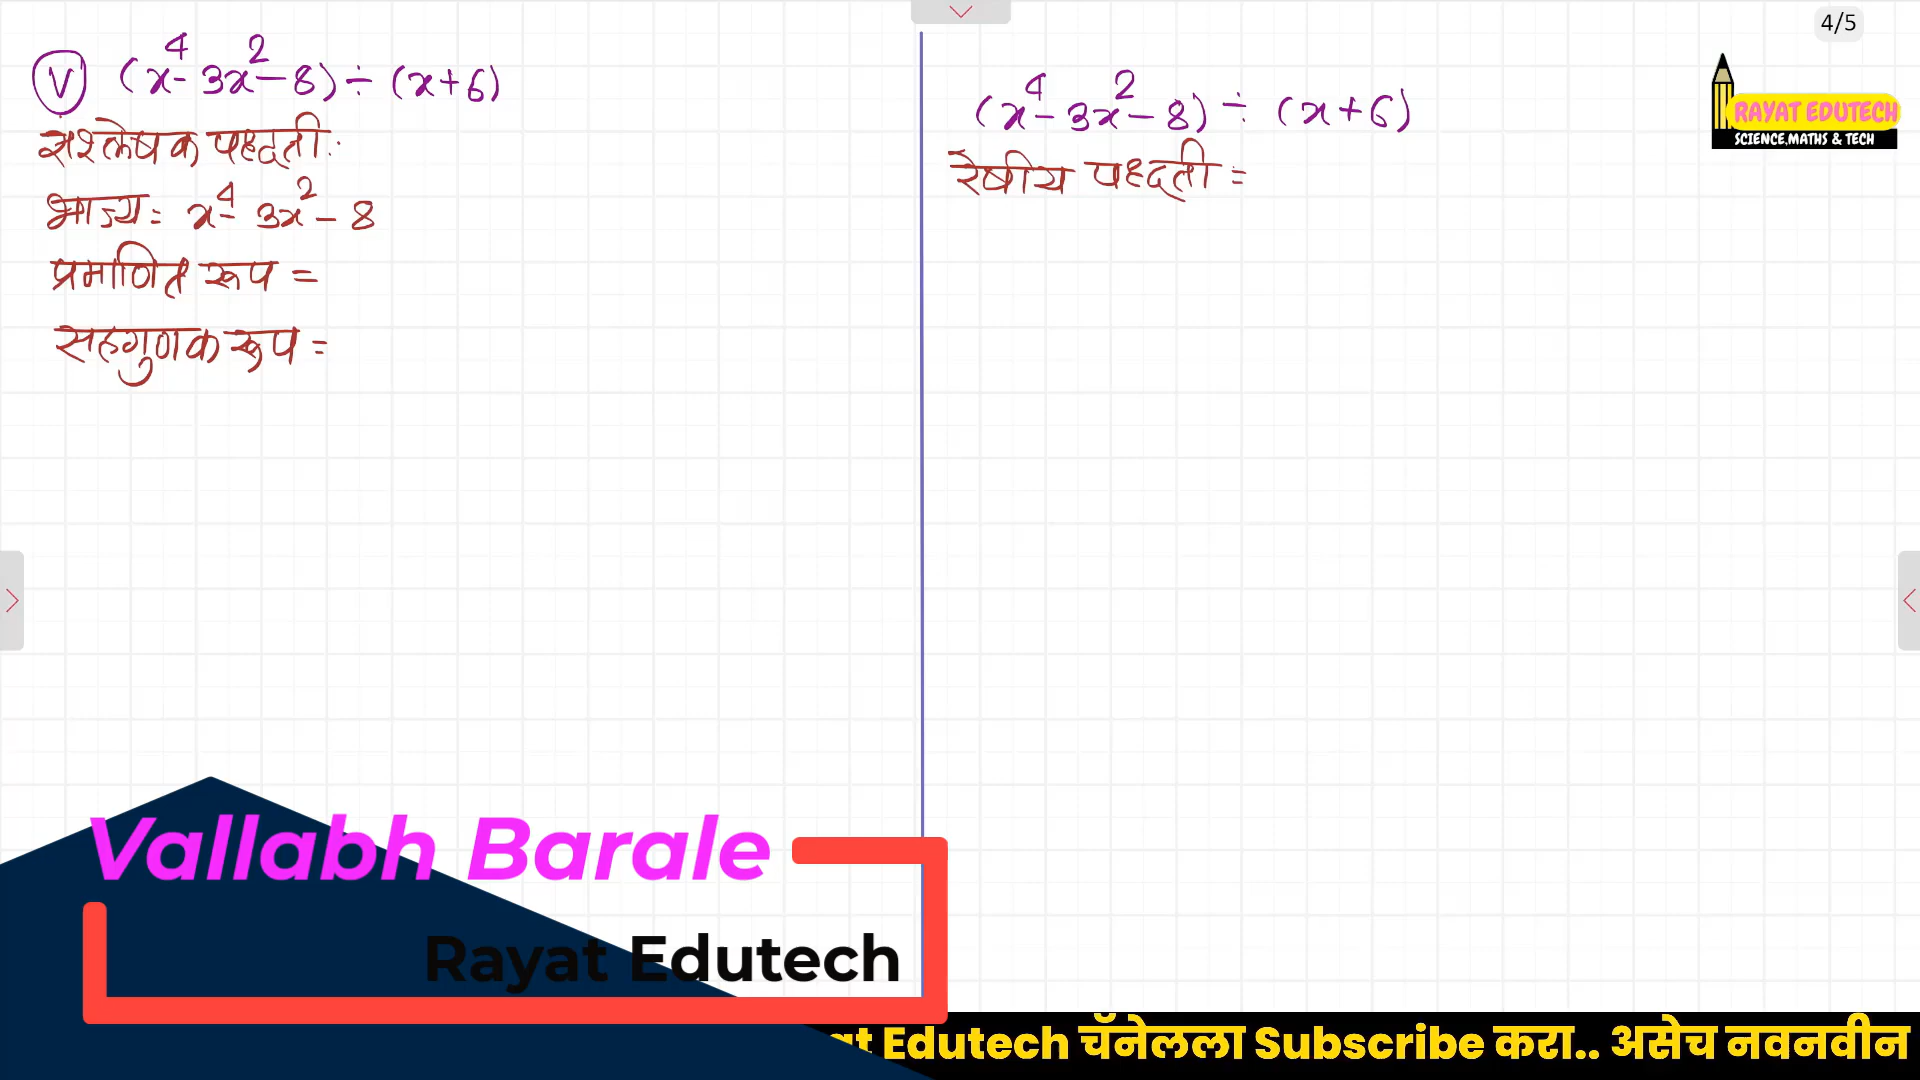 4/5
V (x⁴-3x²-8)÷(x+6)
संश्लेषक पद्धती:
भाज्य = x⁴-3x²-8
प्रमाणित रूप =
सहगुणक रूप =
(x⁴-3x²-8)÷(x+6)
रेषीय पद्धती =
RAYAT EDUTECH
SCIENCE,MATHS & TECH
Vallabh Barale
Rayat Edutech
at Edutech चॅनेलला Subscribe करा.. असेच नवनवीन